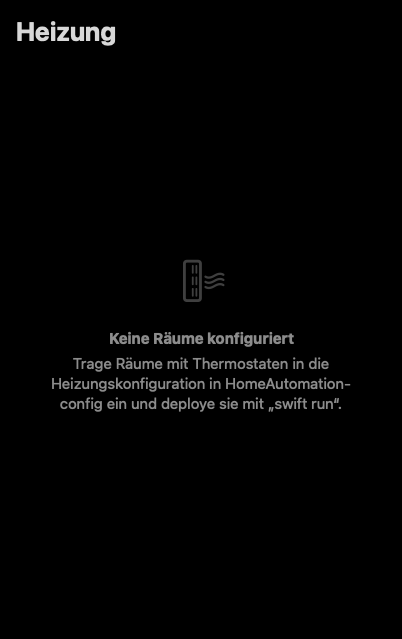 Heizung
Keine Räume konfiguriert
Trage Räume mit Thermostaten in die
Heizungskonfiguration in HomeAutomation-
config ein und deploye sie mit „swift run“.